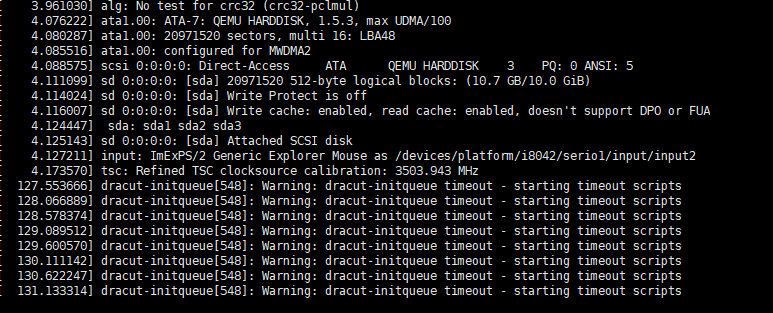 [    3.961030] alg: No test for crc32 (crc32-pclmul)
[    4.076222] ata1.00: ATA-7: QEMU HARDDISK, 1.5.3, max UDMA/100
[    4.080287] ata1.00: 20971520 sectors, multi 16: LBA48
[    4.085516] ata1.00: configured for MWDMA2
[    4.088575] scsi 0:0:0:0: Direct-Access     ATA      QEMU HARDDISK    3    PQ: 0 ANSI: 5
[    4.111099] sd 0:0:0:0: [sda] 20971520 512-byte logical blocks: (10.7 GB/10.0 GiB)
[    4.114024] sd 0:0:0:0: [sda] Write Protect is off
[    4.116007] sd 0:0:0:0: [sda] Write cache: enabled, read cache: enabled, doesn't support DPO or FUA
[    4.124447]  sda: sda1 sda2 sda3
[    4.125143] sd 0:0:0:0: [sda] Attached SCSI disk
[    4.127211] input: ImExPS/2 Generic Explorer Mouse as /devices/platform/i8042/serio1/input/input2
[    4.173570] tsc: Refined TSC clocksource calibration: 3503.943 MHz
[  127.553666] dracut-initqueue[548]: Warning: dracut-initqueue timeout - starting timeout scripts
[  128.066889] dracut-initqueue[548]: Warning: dracut-initqueue timeout - starting timeout scripts
[  128.578374] dracut-initqueue[548]: Warning: dracut-initqueue timeout - starting timeout scripts
[  129.089512] dracut-initqueue[548]: Warning: dracut-initqueue timeout - starting timeout scripts
[  129.600570] dracut-initqueue[548]: Warning: dracut-initqueue timeout - starting timeout scripts
[  130.111142] dracut-initqueue[548]: Warning: dracut-initqueue timeout - starting timeout scripts
[  130.622247] dracut-initqueue[548]: Warning: dracut-initqueue timeout - starting timeout scripts
[  131.133314] dracut-initqueue[548]: Warning: dracut-initqueue timeout - starting timeout scripts